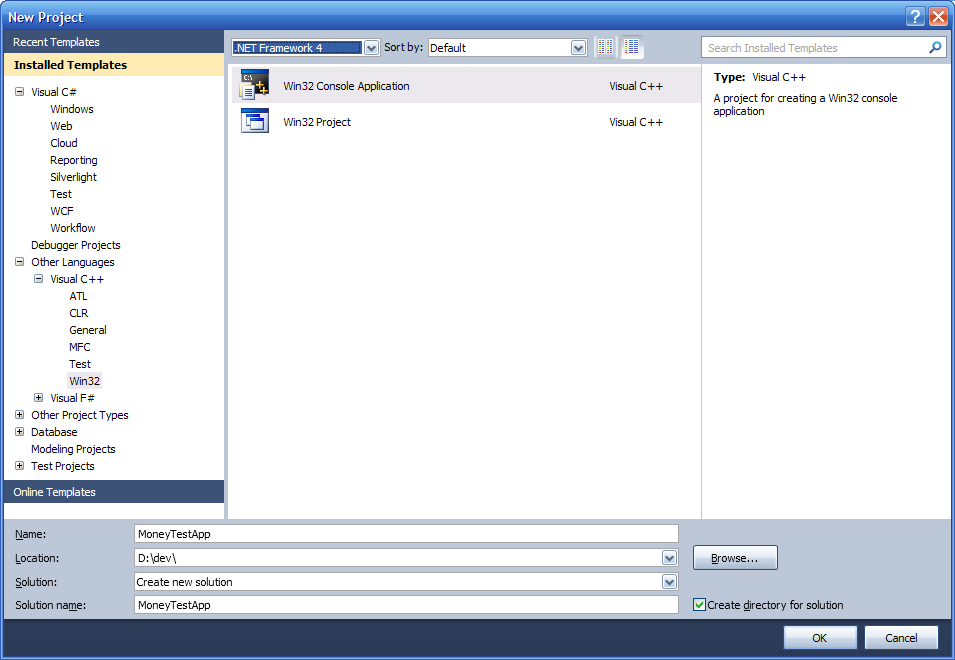 New Project
Recent Templates
Installed Templates
Visual C#
Windows
Web
Cloud
Reporting
Silverlight
Test
WCF
Workflow
Debugger Projects
Other Languages
Visual C++
ATL
CLR
General
MFC
Test
Win32
Visual F#
Other Project Types
Database
Modeling Projects
Test Projects
Online Templates
.NET Framework 4 Sort by: Default
Search Installed Templates
Win32 Console Application Visual C++
Win32 Project Visual C++
Type: Visual C++
A project for creating a Win32 console
application
Name: MoneyTestApp
Location: D:\dev\ Browse...
Solution: Create new solution
Solution name: MoneyTestApp Create directory for solution
OK Cancel